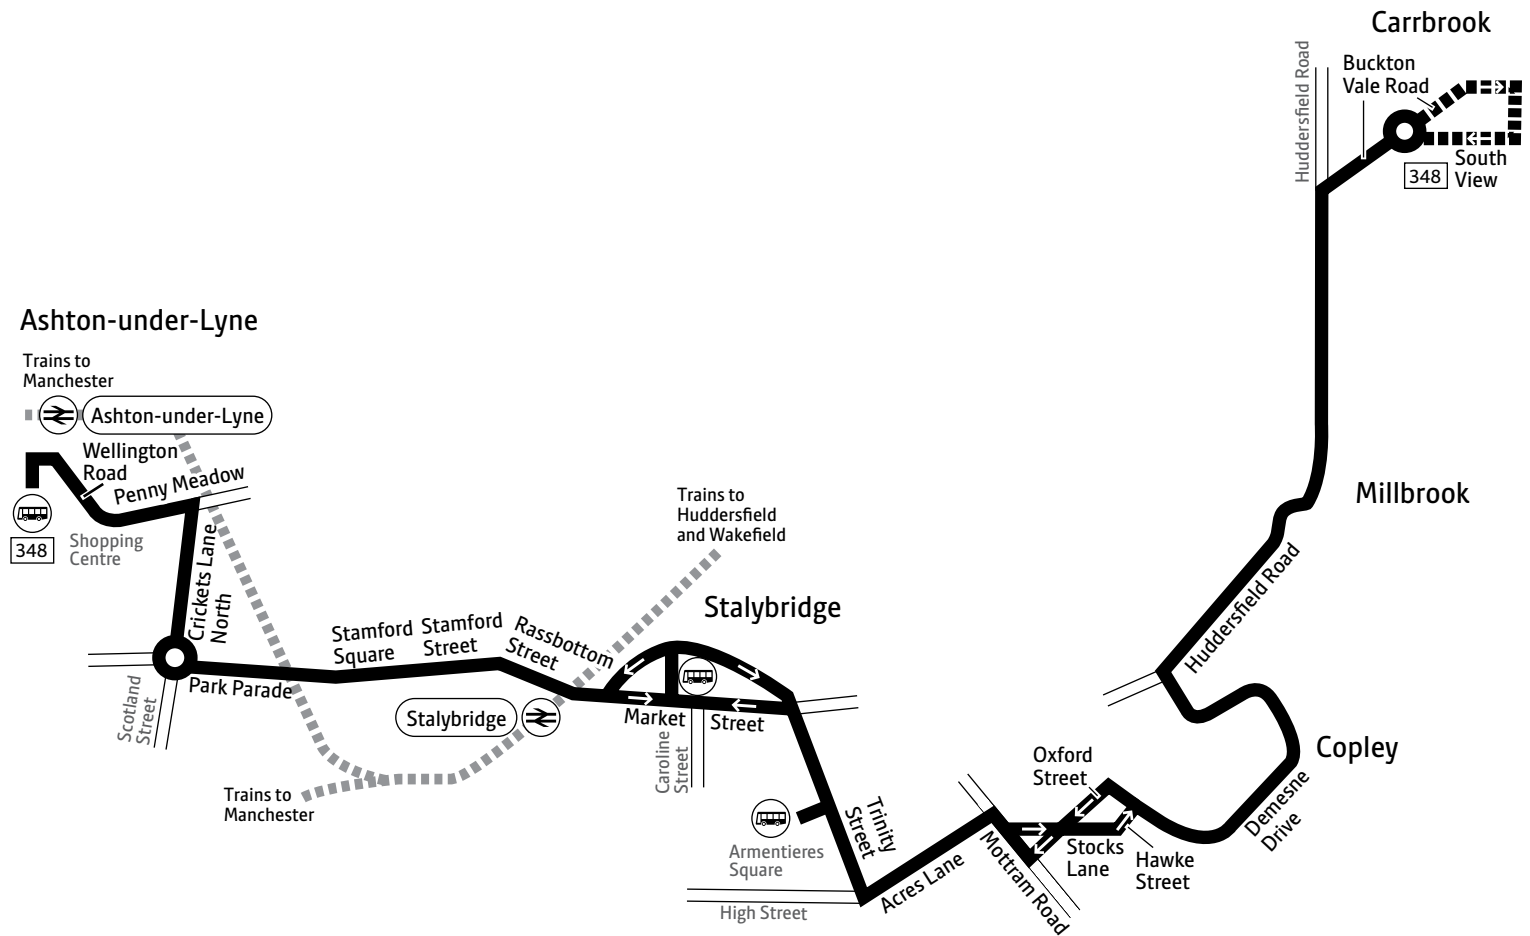 Carrbrook
Huddersfield Road
Buckton
Vale Road
348
South
View
Ashton-under-Lyne
Trains to
Manchester
Ashton-under-Lyne
Wellington
Road
Penny Meadow
348
Shopping
Centre
Crickets Lane
North
Scotland
Street
Park Parade
Stamford
Square
Stamford
Street
Rassbottom
Street
Trains to
Huddersfield
and Wakefield
Stalybridge
Stalybridge
Market
Street
Caroline
Street
Trains to
Manchester
Armentieres
Square
Trinity
Street
High Street
Acres Lane
Mottram Road
Oxford
Street
Stocks
Lane
Hawke
Street
Demesne
Drive
Copley
Huddersfield Road
Millbrook